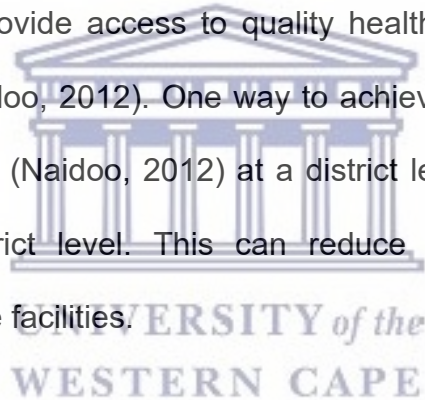 ovide access to quality health
loo, 2012). One way to achiev
(Naidoo, 2012) at a district le
rict level. This can reduce
e facilities.
UNIVERSITY of the
WESTERN CAPE